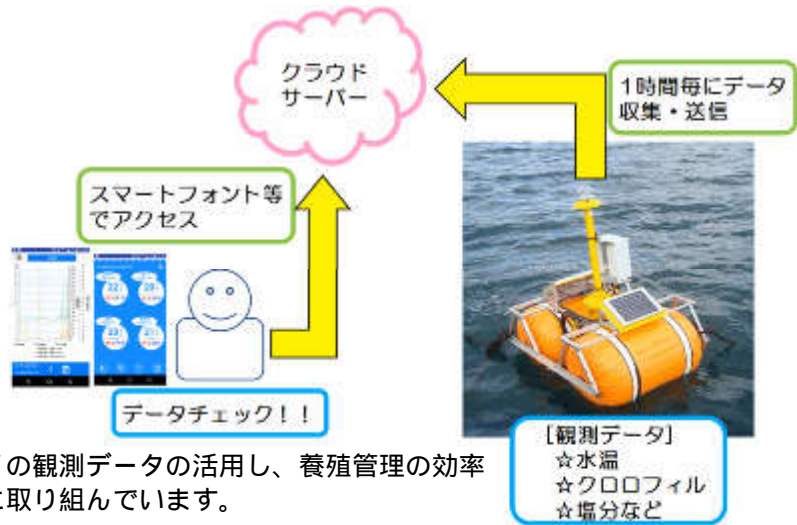 クラウド
サーバー
1時間毎にデータ
収集・送信
スマートフォント等
でアクセス
データチェック！！
[観測データ]
☆水温
☆クロロフィル
☆塩分など
の観測データの活用し、養殖管理の効率
取り組んでいます。